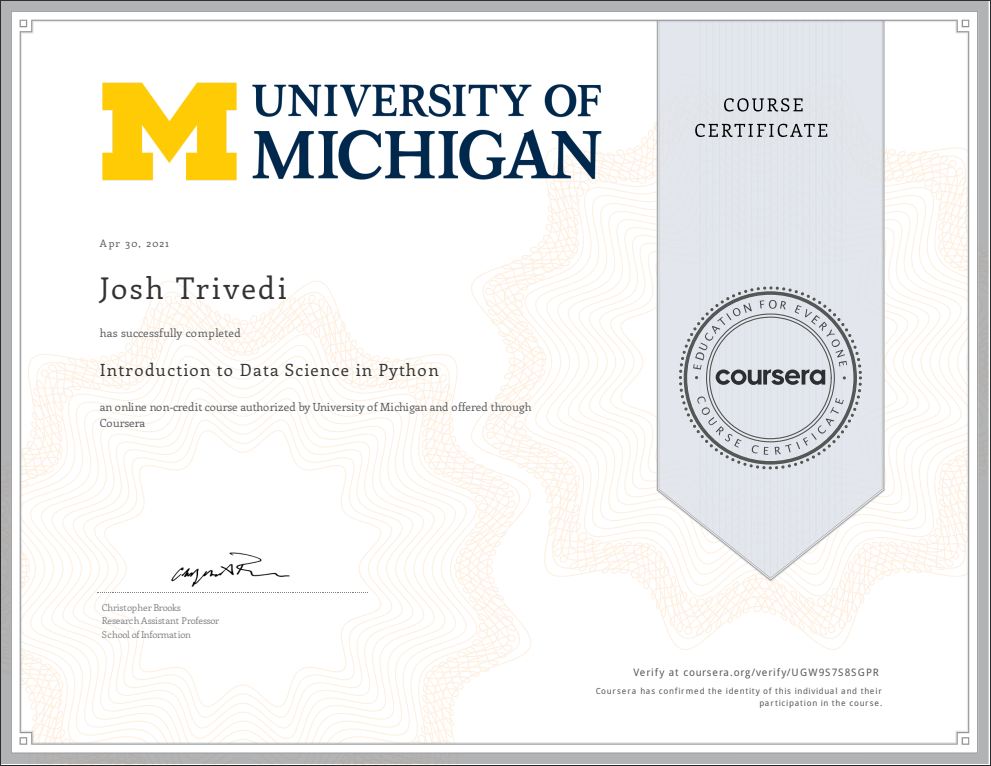 UNIVERSITY OF
MICHIGAN
COURSE
CERTIFICATE
Apr 30, 2021
Josh Trivedi
has successfully completed
Introduction to Data Science in Python
an online non-credit course authorized by University of Michigan and offered through
Coursera
EDUCATION FOR EVERYONE
coursera
COURSE CERTIFICATE
Christopher Brooks
Research Assistant Professor
School of Information
Verify at coursera.org/verify/UGW9S7S8SGPR
Coursera has confirmed the identity of this individual and their
participation in the course.